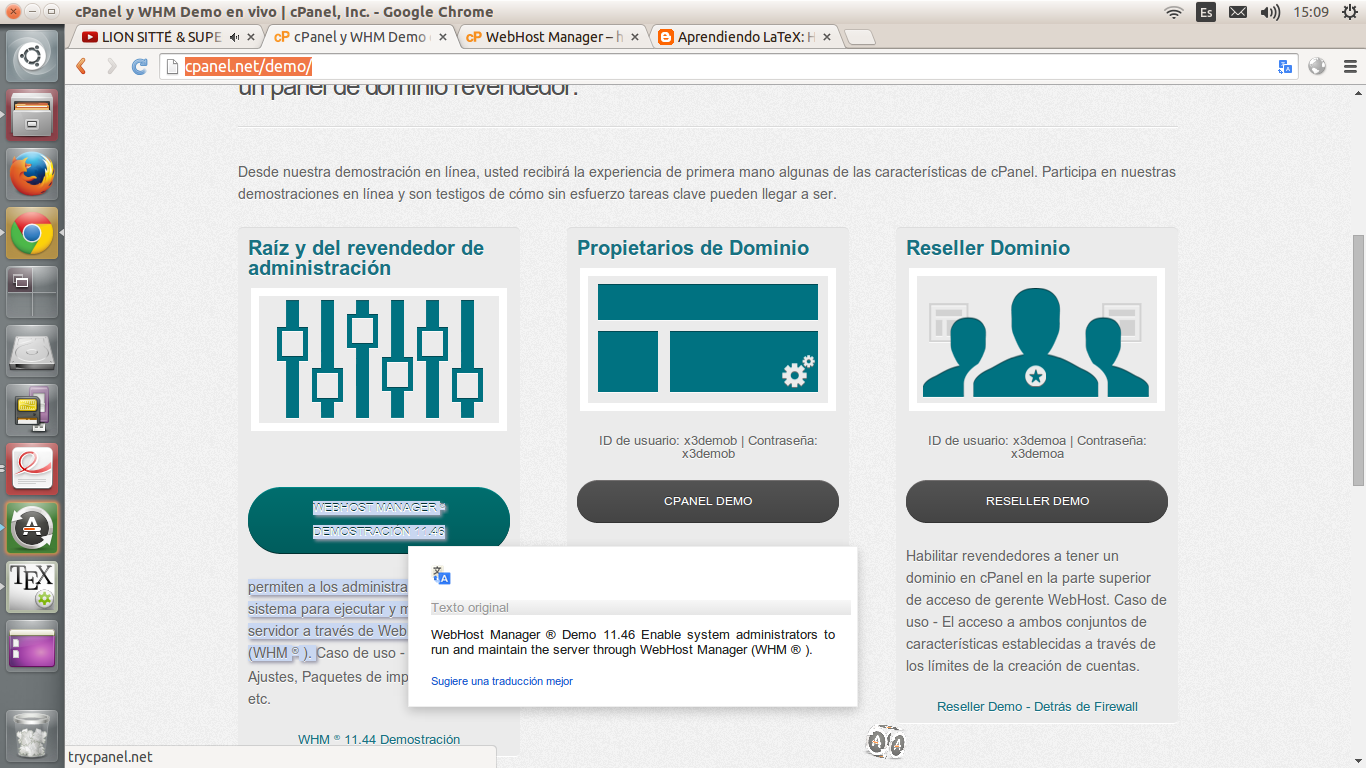 cPanel y WHM Demo en vivo | cPanel, Inc. - Google Chrome
Es
15:09
LION SITTÉ & SUPE
cPanel y WHM Demo
WebHost Manager – h
Aprendiendo LaTeX: H
cpanel.net/demo/
un panel de dominio revendedor.
Desde nuestra demostración en línea, usted recibirá la experiencia de primera mano algunas de las características de cPanel. Participa en nuestras
demostraciones en línea y son testigos de cómo sin esfuerzo tareas clave pueden llegar a ser.
Raíz y del revendedor de
administración
WEBHOST MANAGER -
DEMOSTRACIÓN 11.46
permiten a los administra
sistema para ejecutar y m
servidor a través de Web
(WHM ® ). Caso de uso -
Ajustes, Paquetes de imp
etc.
WHM ® 11.44 Demostración
Propietarios de Dominio
ID de usuario: x3demob | Contraseña:
x3demob
CPANEL DEMO
Reseller Dominio
ID de usuario: x3demoa | Contraseña:
x3demoa
RESELLER DEMO
Habilitar revendedores a tener un
dominio en cPanel en la parte superior
de acceso de gerente WebHost. Caso de
uso - El acceso a ambos conjuntos de
características establecidas a través de
los límites de la creación de cuentas.
Reseller Demo - Detrás de Firewall
Texto original
WebHost Manager ® Demo 11.46 Enable system administrators to
run and maintain the server through WebHost Manager (WHM ® ).
Sugiere una traducción mejor
TEX
trycpanel.net